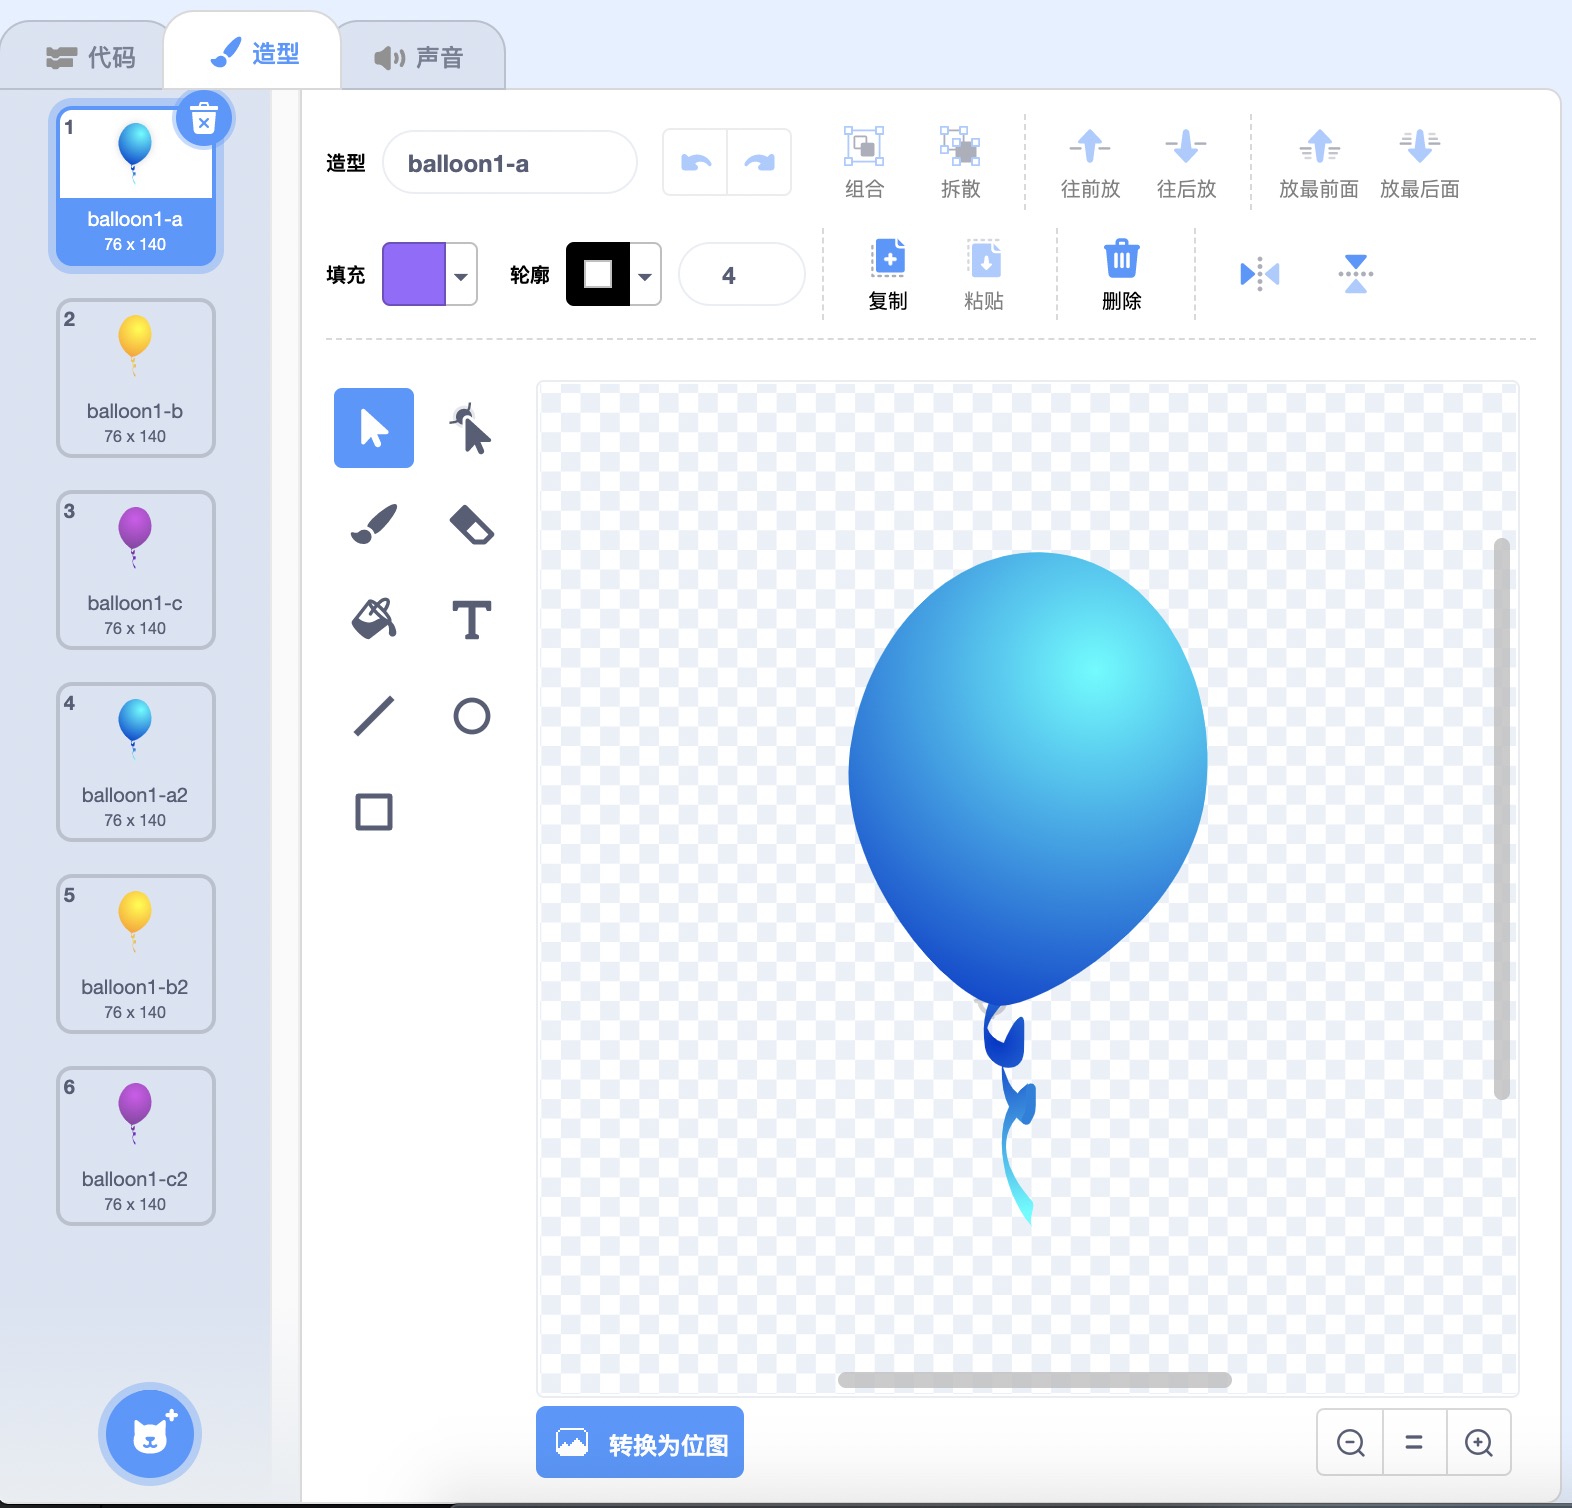 代码
造型
声音
1
balloon1-a
76 x 140
2
balloon1-b
76 x 140
3
balloon1-c
76 x 140
4
balloon1-a2
76 x 140
5
balloon1-b2
76 x 140
6
balloon1-c2
76 x 140
造型 balloon1-a
组合 拆散 往前放 往后放 放最前面 放最后面
填充 轮廓 4
复制 粘贴 删除
T
转换为位图